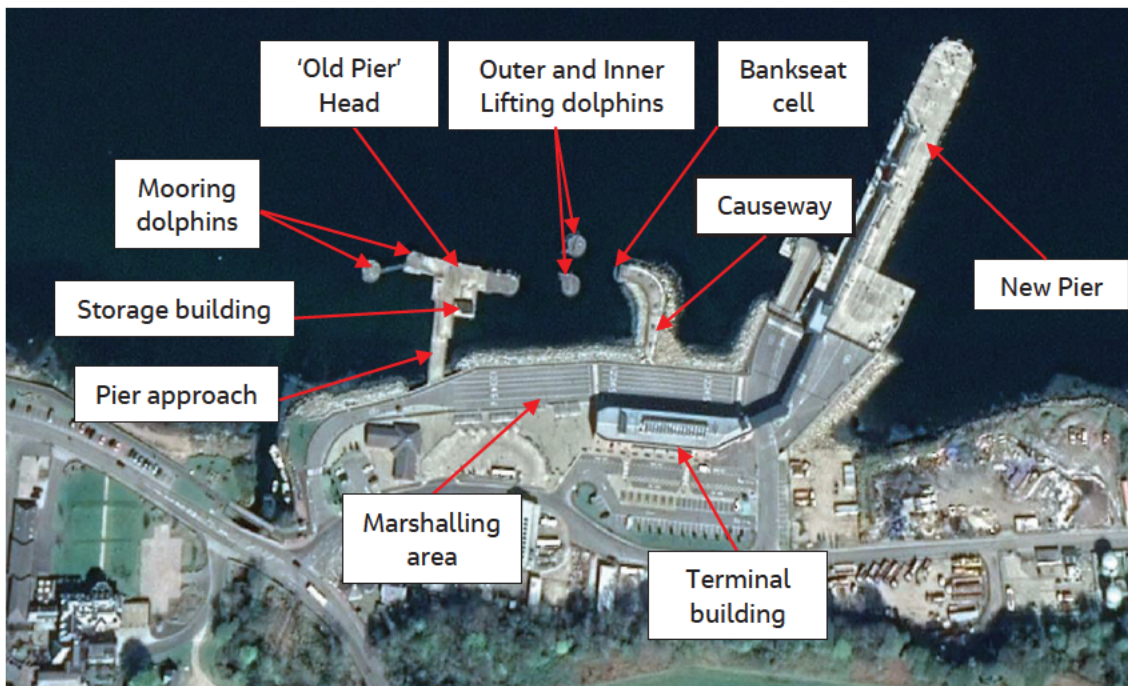 ‘Old Pier’
Head
Outer and Inner
Lifting dolphins
Bankseat
cell
Mooring
dolphins
Causeway
Storage building
New Pier
Pier approach
Marshalling
area
Terminal
building